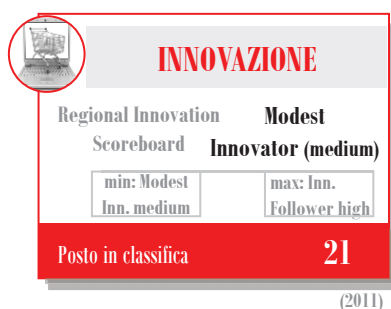 INNOVAZIONE
Regional Innovation Scoreboard
Modest Innovator (medium)
min: Modest Inn. medium
max: Inn. Follower high
Posto in classifica 21
(2011)